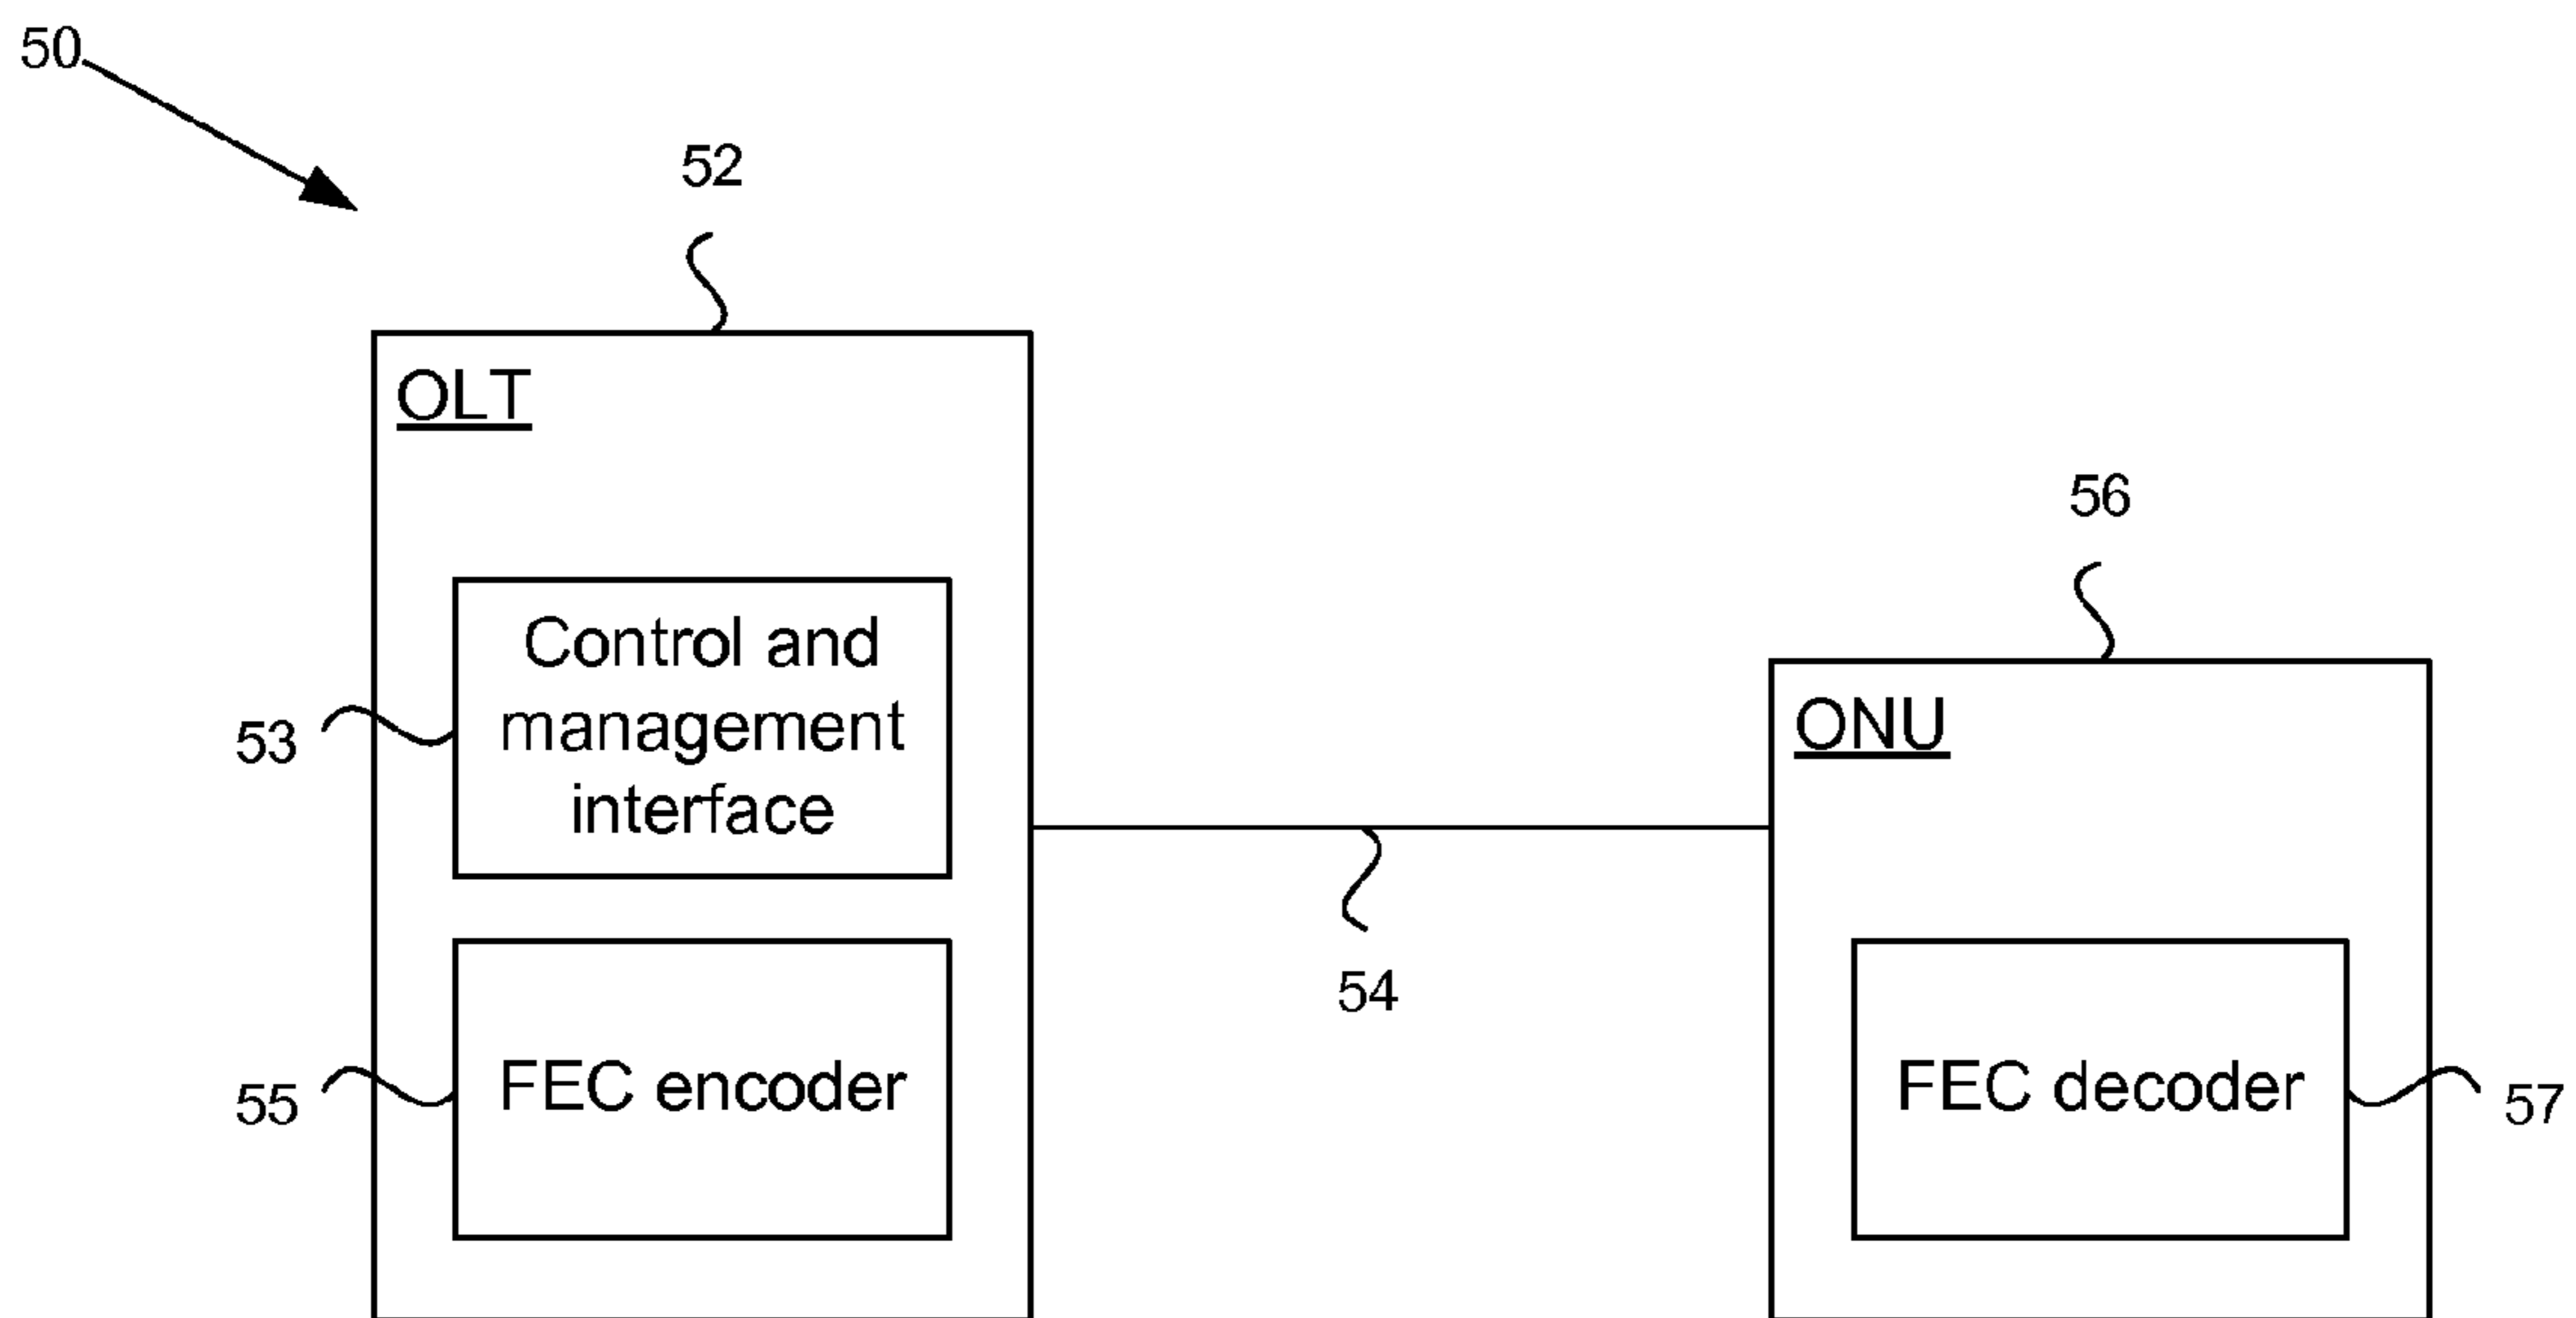 50
52
OLT
56
Control and
management
interface
53
ONU
54
FEC encoder
55
FEC decoder
57